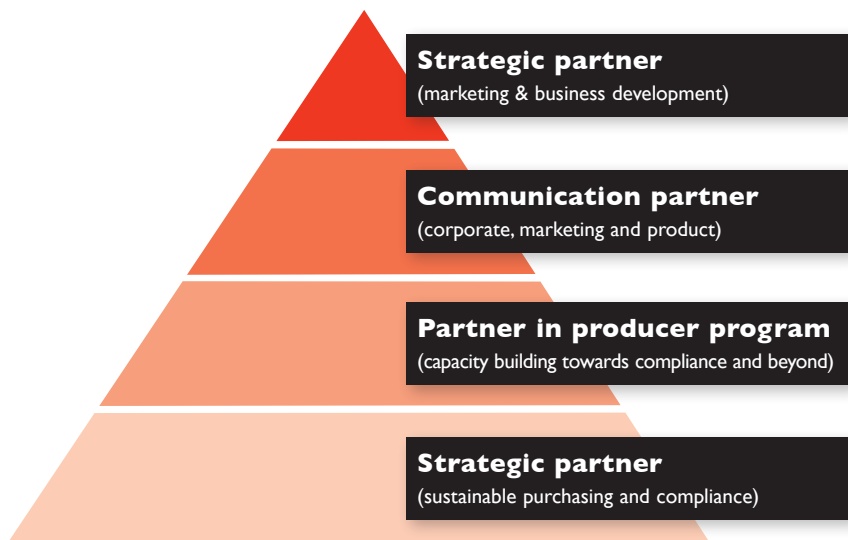 Strategic partner
(marketing & business development)
Communication partner
(corporate, marketing and product)
Partner in producer program
(capacity building towards compliance and beyond)
Strategic partner
(sustainable purchasing and compliance)